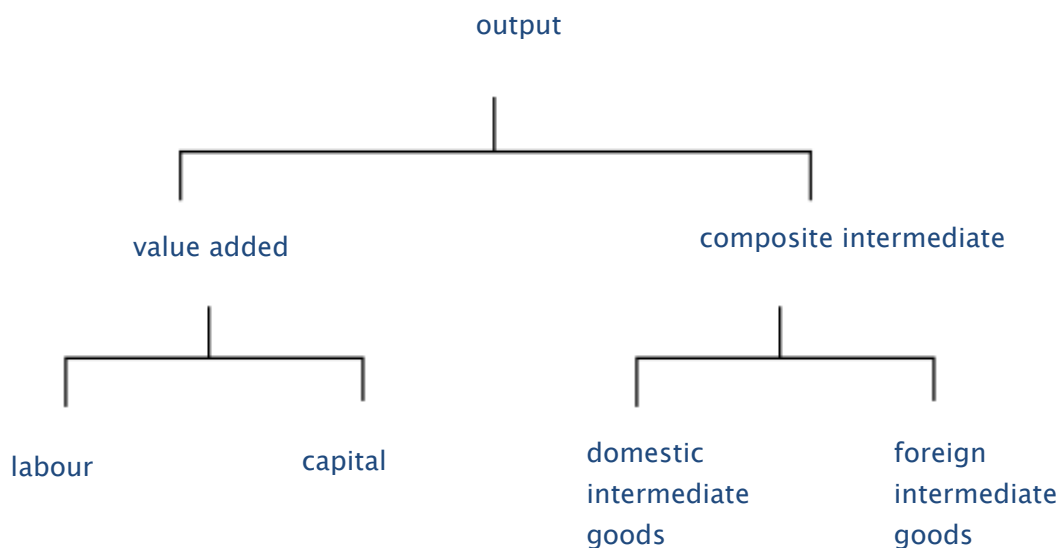 output
value added
composite intermediate
labour
capital
domestic
intermediate
goods
foreign
intermediate
goods